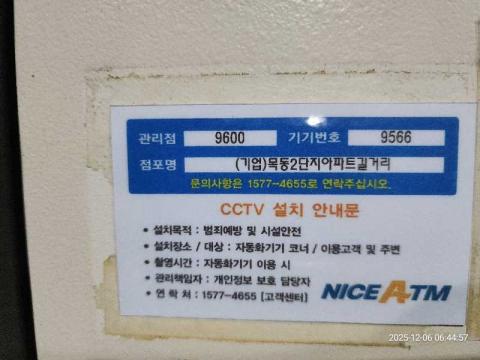 관리점 9600 기기번호 9566
점포명 (기업)목동2단지아파트길거리
문의사항은 1577-4655로 연락주십시오.
CCTV 설치 안내문
• 설치목적 : 범죄예방 및 시설안전
• 설치장소 / 대상 : 자동화기기 코너 / 이용고객 및 주변
• 촬영시간 : 자동화기기 이용 시
• 관리책임자 : 개인정보 보호 담당자
• 연 락 처 : 1577-4655 [고객센터]
NICE ATM
2025-12-06 06:44:57